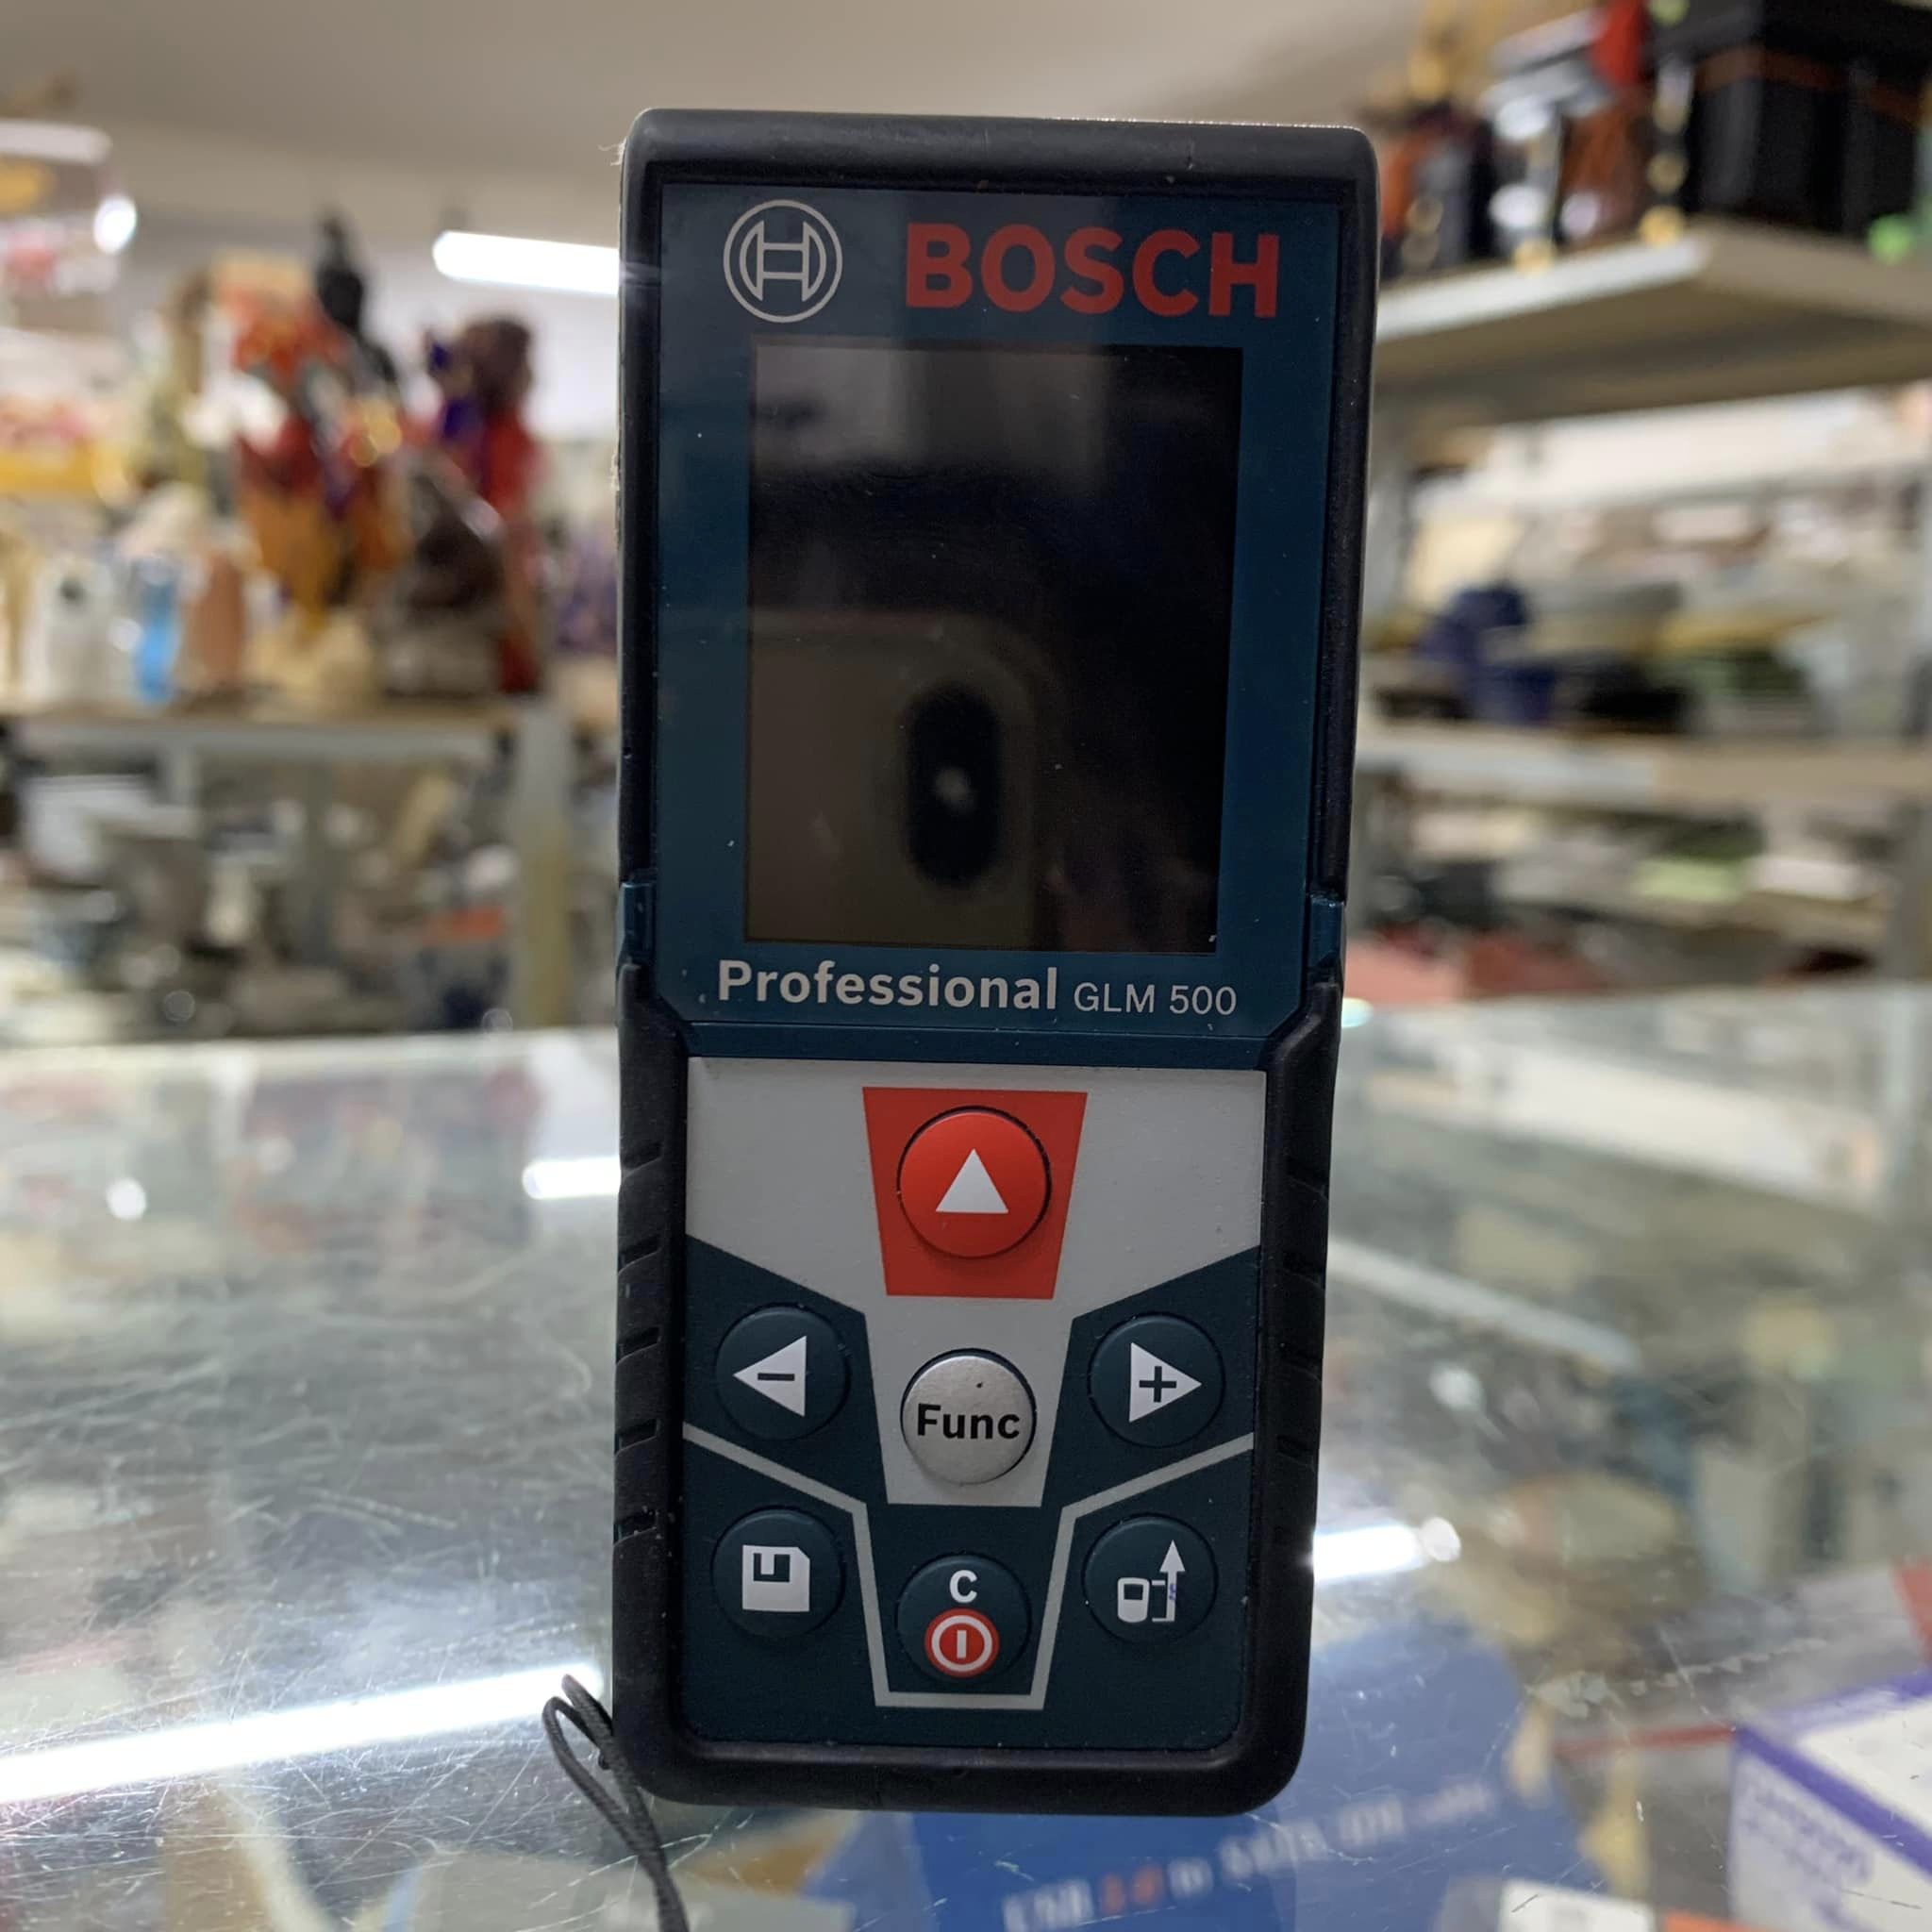 BOSCH
Professional GLM 500
Func
C